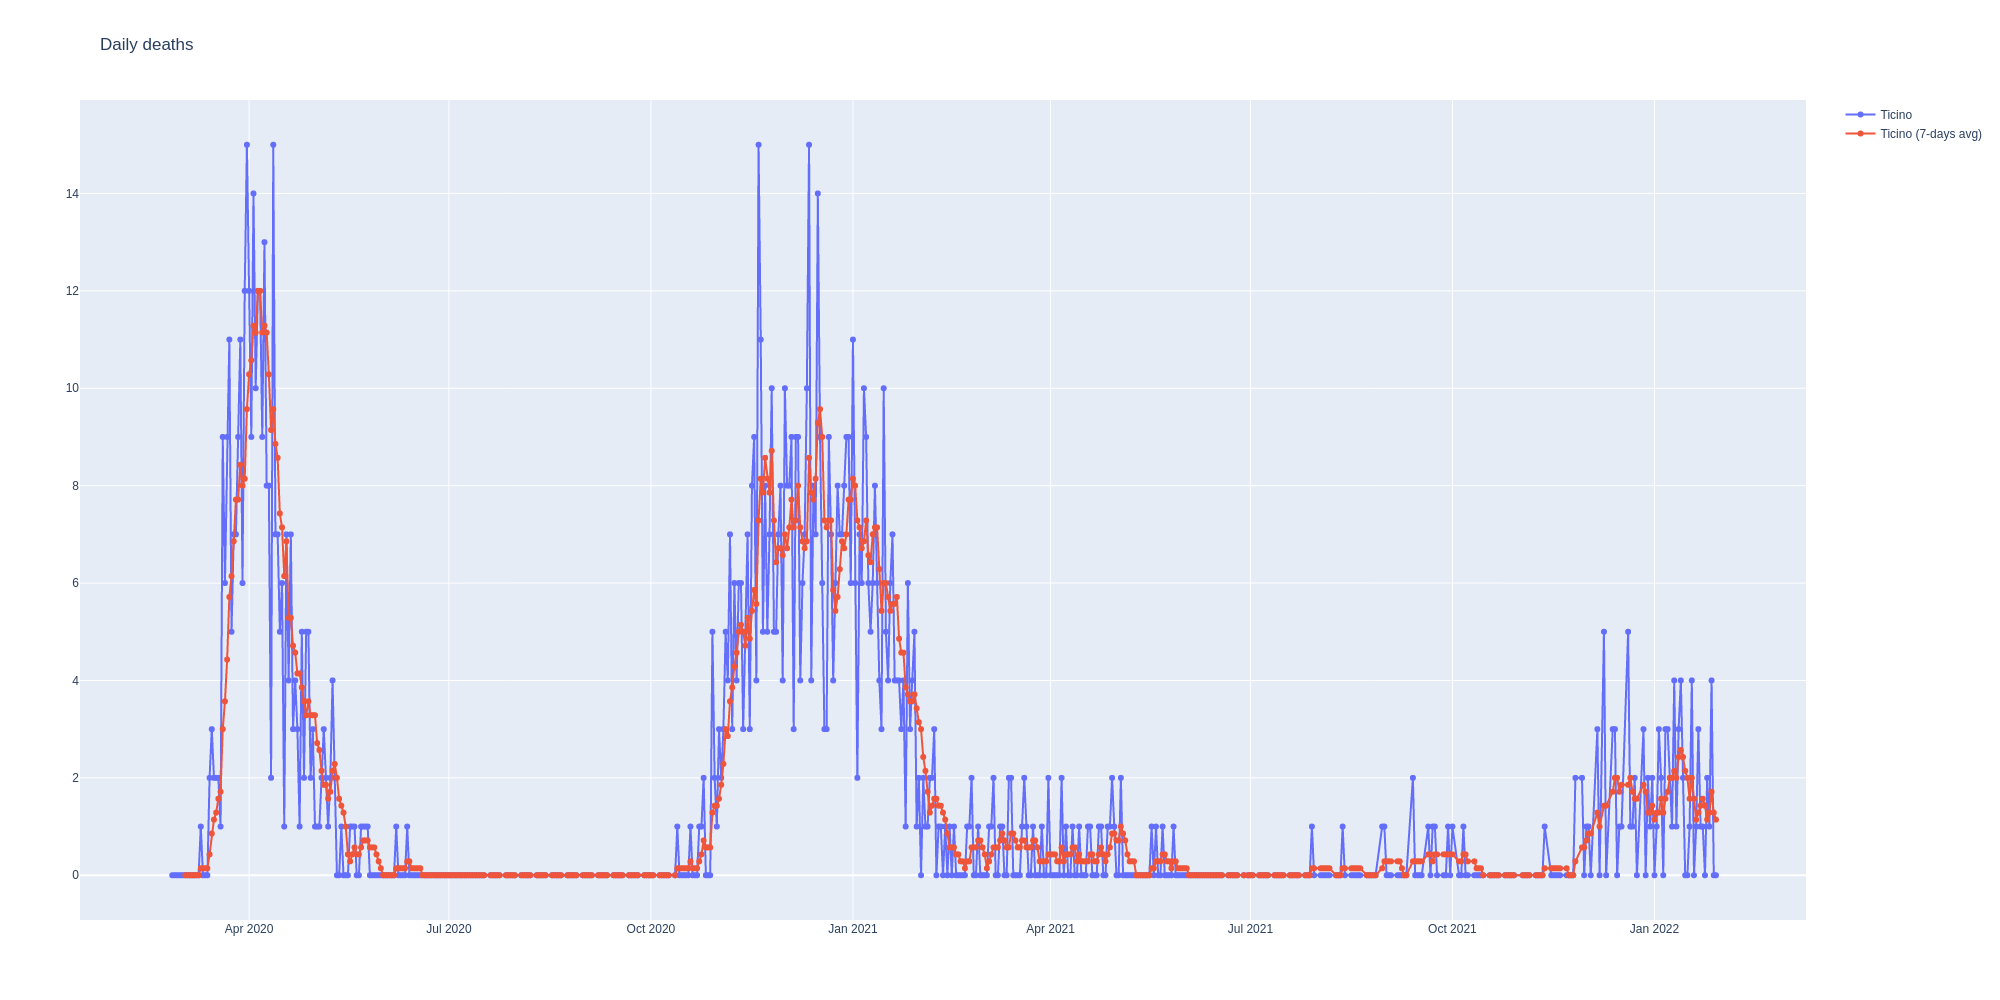 Daily deaths
Ticino
Ticino (7-days avg)
14
12
10
8
6
4
2
0
Apr 2020
Jul 2020
Oct 2020
Jan 2021
Apr 2021
Jul 2021
Oct 2021
Jan 2022